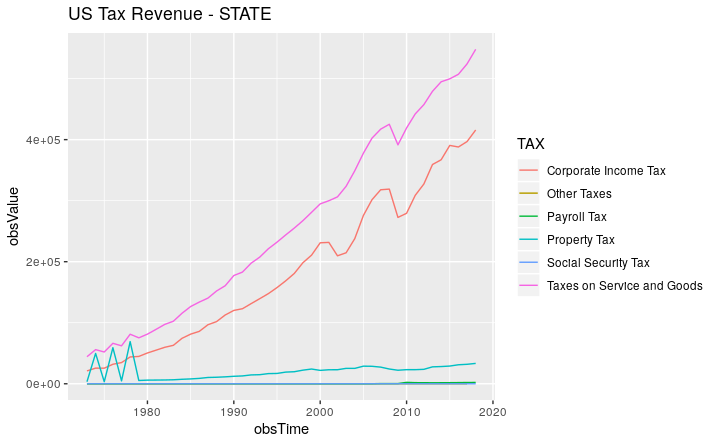 US Tax Revenue - STATE
obsValue
4e+05
2e+05
0e+00
1980
1990
2000
2010
2020
obsTime
TAX
Corporate Income Tax
Other Taxes
Payroll Tax
Property Tax
Social Security Tax
Taxes on Service and Goods